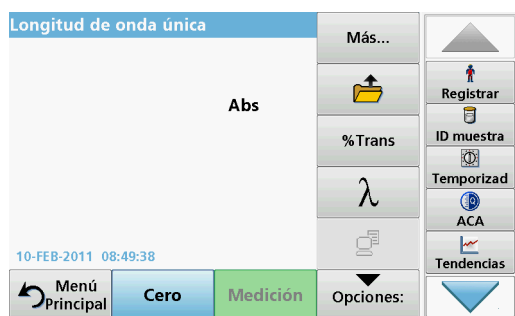 Longitud de onda única
Más...
Abs
%Trans
λ
10-FEB-2011 08:49:38
Menú Principal
Cero
Medición
Opciones:
Registrar
ID muestra
Temporizad
ACA
Tendencias